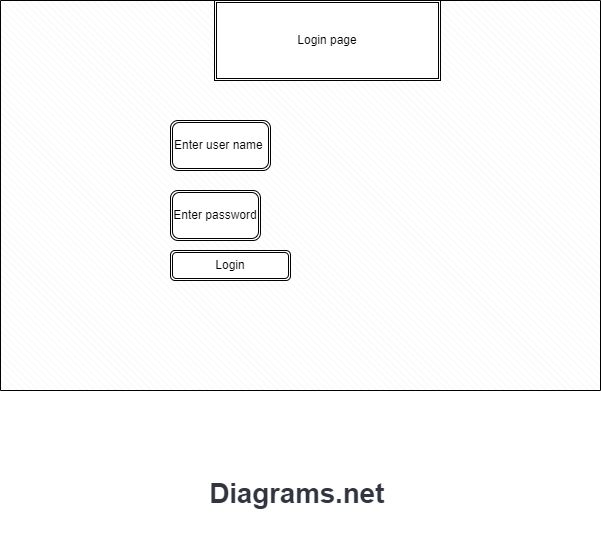 Login page
Enter user name
Enter password
Login
Diagrams.net